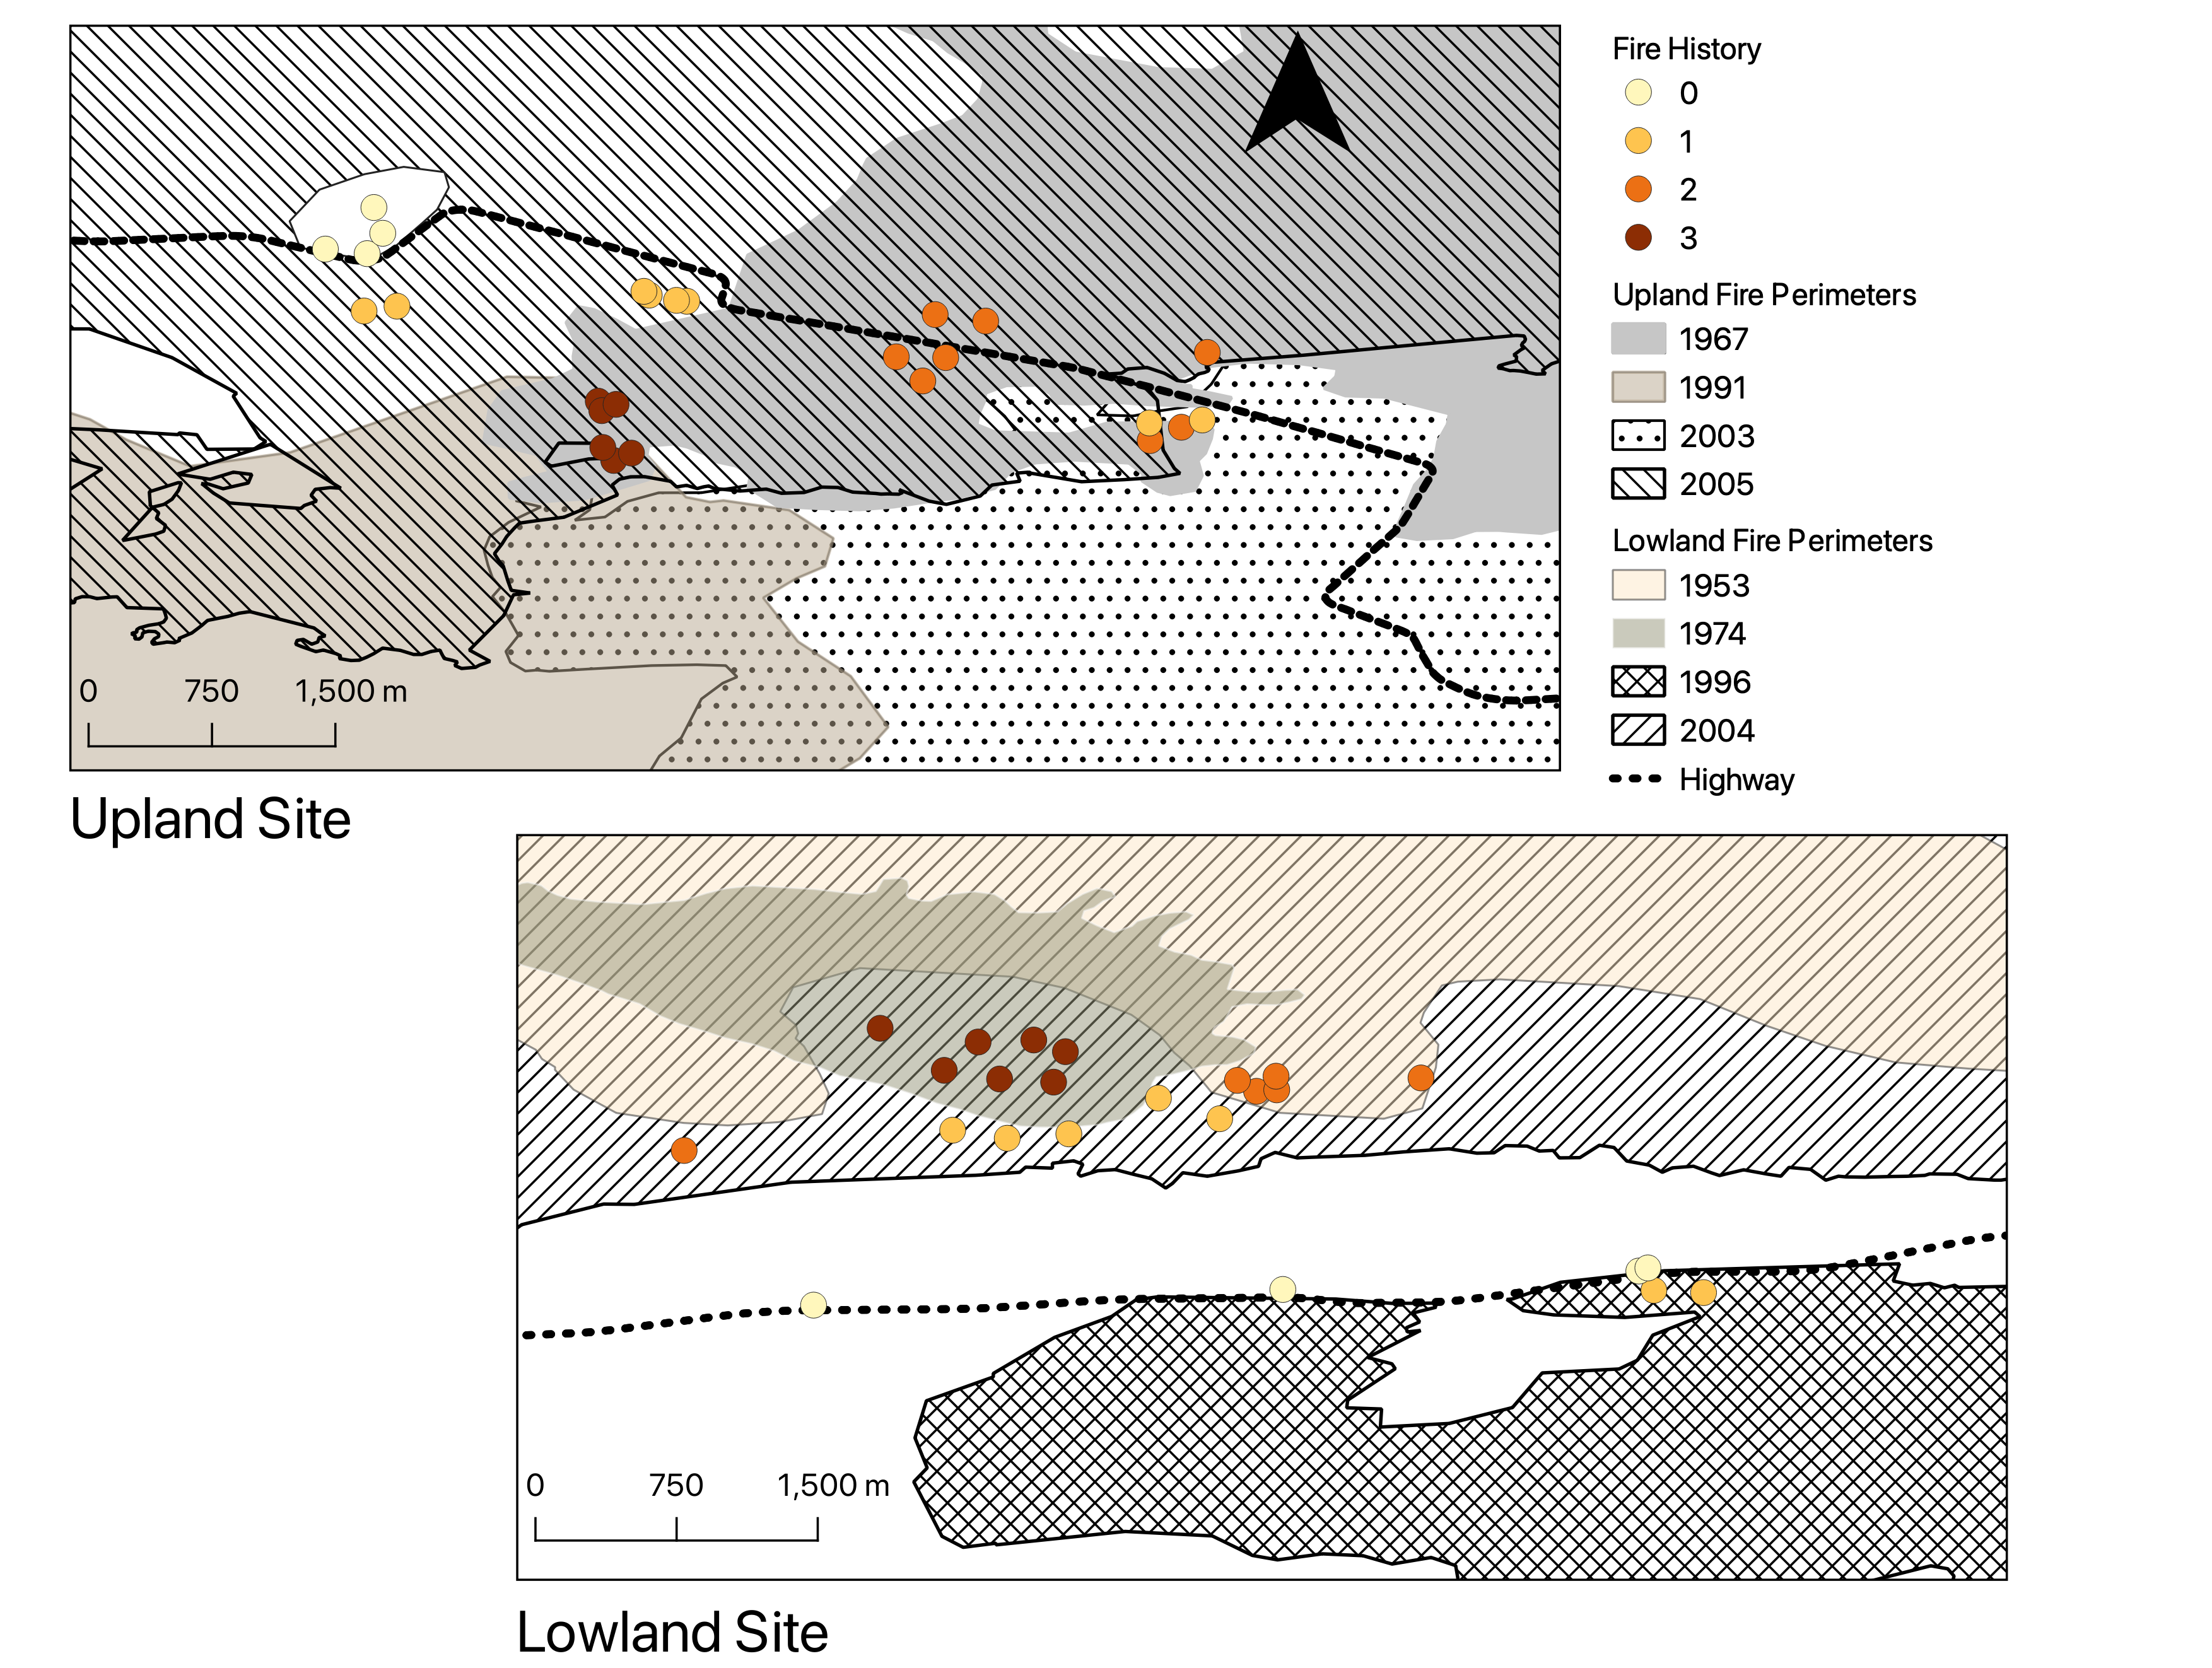 Fire History
0
1
2
3
Upland Fire Perimeters
1967
1991
2003
2005
Lowland Fire Perimeters
1953
1974
1996
2004
Highway
0 750 1,500 m
Upland Site
0 750 1,500 m
Lowland Site